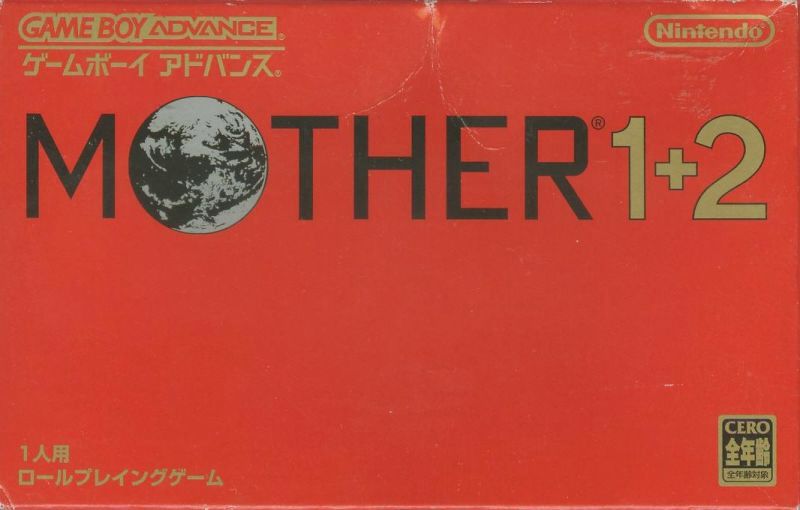 GAME BOY ADVANCE®
ゲームボーイ アドバンス®
Nintendo®
MOTHER® 1+2
1人用
ロールプレイングゲーム
CERO
全年齢
全年齢対象